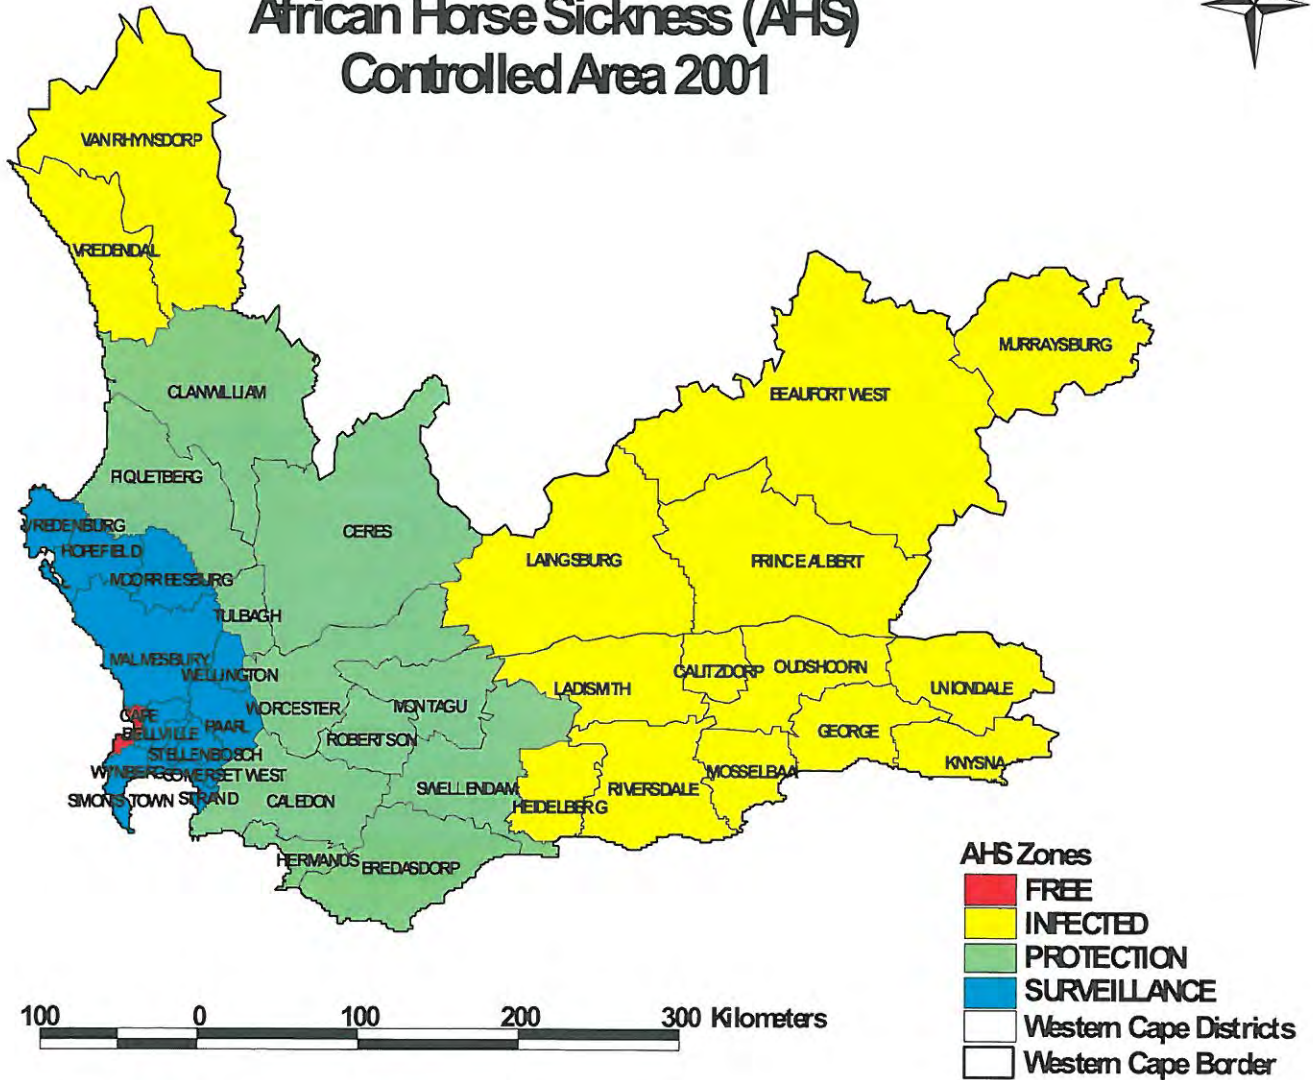 African Horse Sickness (AHS)
Controlled Area 2001
VANRHYNSDORP
VREDENDAL
MURRAYSBURG
CLANWILLIAM
BEAUFORT WEST
PIQUETBERG
VREDENBURG
CERES
HOPEFIELD
LAINGSBURG
PRINCE ALBERT
MOORREESBURG
TULBAGH
MALMESBURY
WELLINGTON
CALITZDORP
OUDSHOORN
LADISMITH
UNIONDALE
WORCESTER
MONTAGU
CAPE
PAARL
BELLVILLE
GEORGE
ROBERTSON
STELLENBOSCH
KNYSNA
WYNBERG
SOMERSET WEST
MOSSELBAAI
SWELLENDAM
RIVERSDALE
SIMON'S TOWN
STRAND
CALEDON
HEIDELBERG
HERMANUS
BREDASDORP
AHS Zones
FREE
INFECTED
PROTECTION
SURVEILLANCE
Western Cape Districts
Western Cape Border
100 0 100 200 300 Kilometers